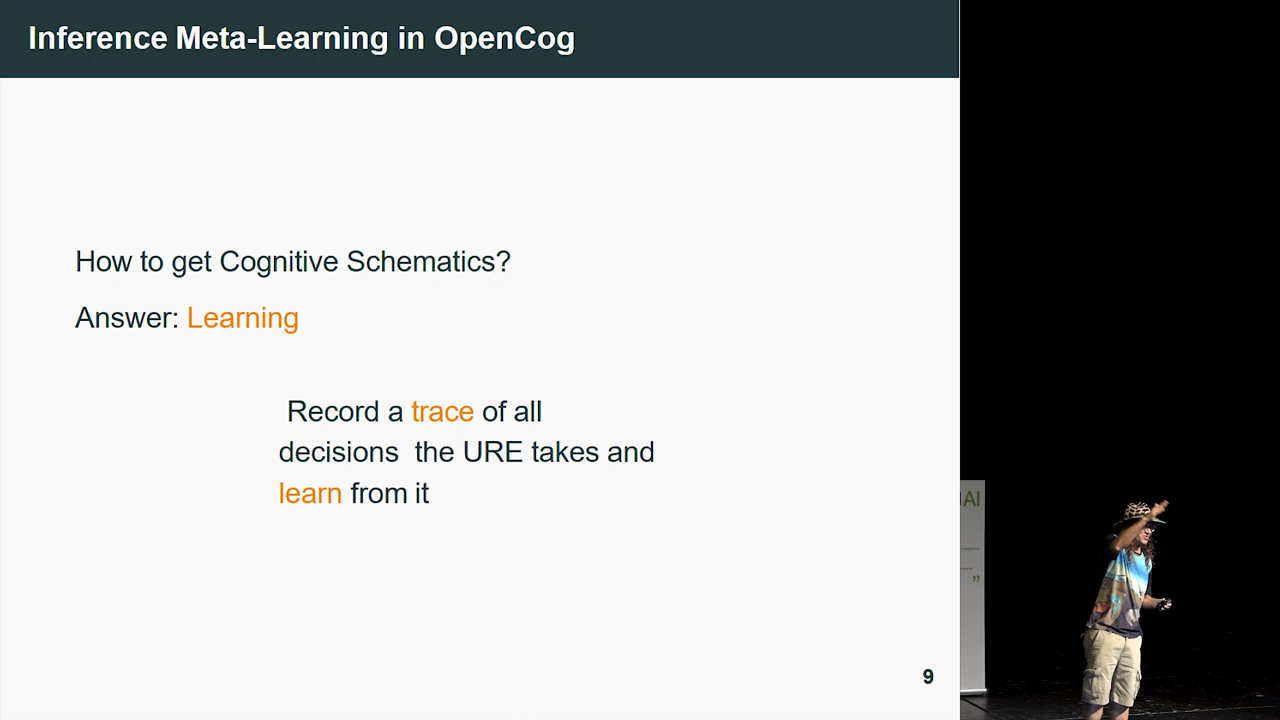 Inference Meta-Learning in OpenCog
How to get Cognitive Schematics?
Answer: Learning
Record a trace of all
decisions the URE takes and
learn from it
9
AI
”